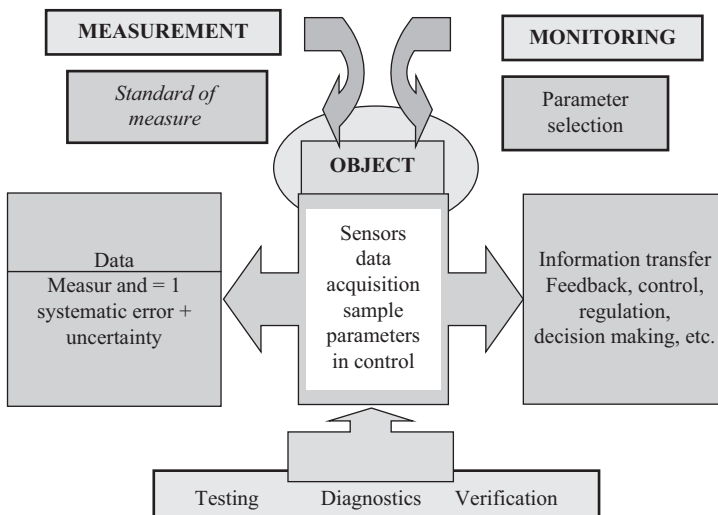 MEASUREMENT
MONITORING
Standard of
measure
Parameter
selection
OBJECT
Data
Measur and = 1
systematic error +
uncertainty
Sensors
data
acquisition
sample
parameters
in control
Information transfer
Feedback, control,
regulation,
decision making, etc.
Testing Diagnostics Verification